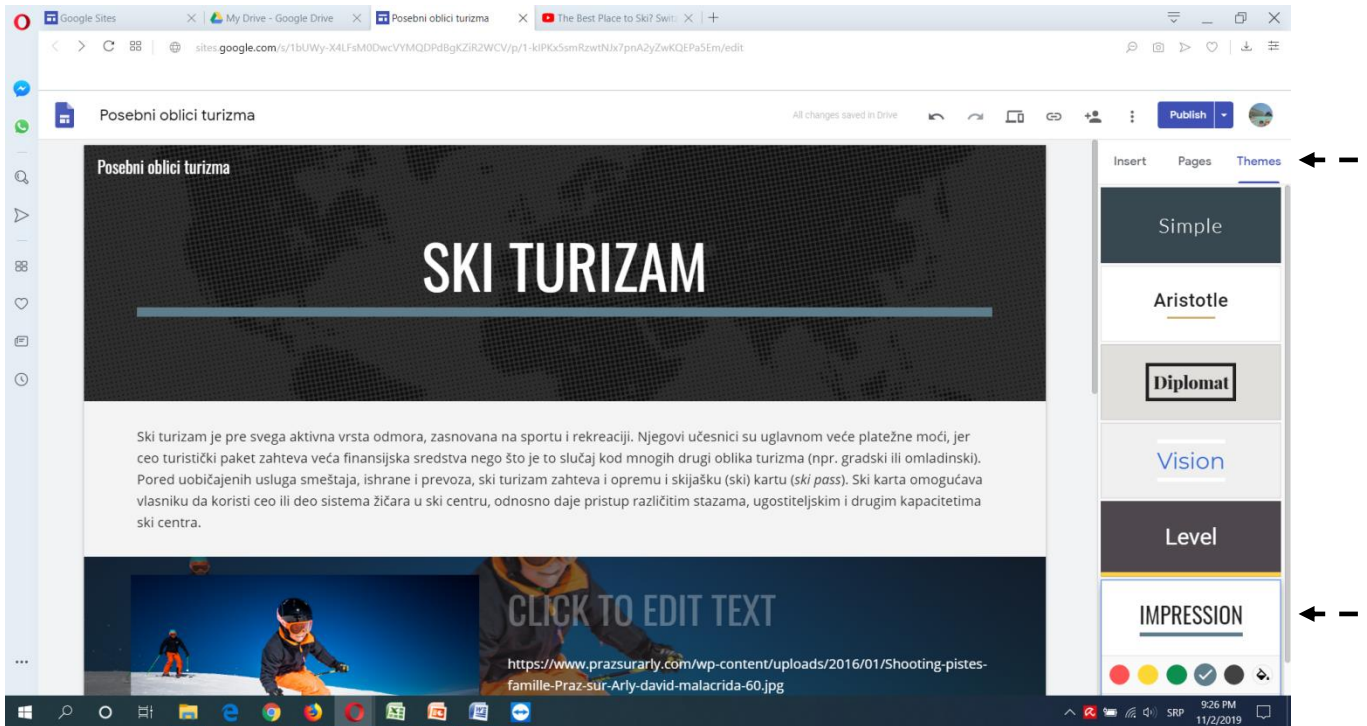 Google Sites
My Drive - Google Drive
Posebni oblici turizma
The Best Place to Ski? Swit
sites.google.com/s/1bUWy-X4LFsM0DwcVYMQDPdBgKZiR2WCV/p/1-kIPKx5smRzwtNJx7pnA2yZwKQEPa5Em/edit
Posebni oblici turizma
All changes saved in Drive
Publish
Posebni oblici turizma
Insert Pages Themes
SKI TURIZAM
Simple
Aristotle
Diplomat
Vision
Level
IMPRESSION
Ski turizam je pre svega aktivna vrsta odmora, zasnovana na sportu i rekreaciji. Njegovi učesnici su uglavnom veće platežne moći, jer
ceo turistički paket zahteva veća finansijska sredstva nego što je to slučaj kod mnogih drugi oblika turizma (npr. gradski ili omladinski).
Pored uobičajenih usluga smeštaja, ishrane i prevoza, ski turizam zahteva i opremu i skijašku (ski) kartu (ski pass). Ski karta omogućava
vlasniku da koristi ceo ili deo sistema žičara u ski centru, odnosno daje pristup različitim stazama, ugostiteljskim i drugim kapacitetima
ski centra.
CLICK TO EDIT TEXT
https://www.prazsurarly.com/wp-content/uploads/2016/01/Shooting-pistes-
famille-Praz-sur-Arly-david-malacrida-60.jpg
SRP
9:26 PM
11/2/2019